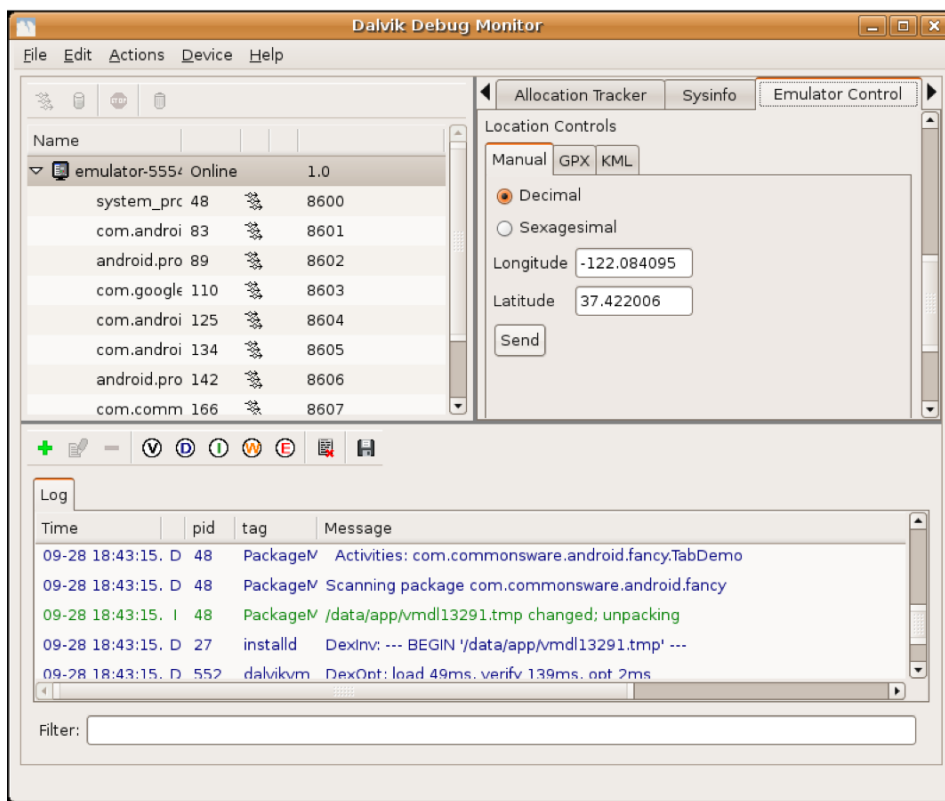 Dalvik Debug Monitor
File Edit Actions Device Help
Name
emulator-5554 Online 1.0
system_prc 48 8600
com.androi 83 8601
android.pro 89 8602
com.google 110 8603
com.androi 125 8604
com.androi 134 8605
android.pro 142 8606
com.comm 166 8607
Allocation Tracker Sysinfo Emulator Control
Location Controls
Manual GPX KML
Decimal
Sexagesimal
Longitude -122.084095
Latitude 37.422006
Send
V D I W E
Log
Time pid tag Message
09-28 18:43:15. D 48 PackageM Activities: com.commonsware.android.fancy.TabDemo
09-28 18:43:15. D 48 PackageM Scanning package com.commonsware.android.fancy
09-28 18:43:15. I 48 PackageM /data/app/vmdl13291.tmp changed; unpacking
09-28 18:43:15. D 27 installd DexInv: --- BEGIN '/data/app/vmdl13291.tmp' ---
09-28 18:43:15. D 552 dalvikvm DexOpt: load 49ms, verify 139ms, opt 2ms
Filter: